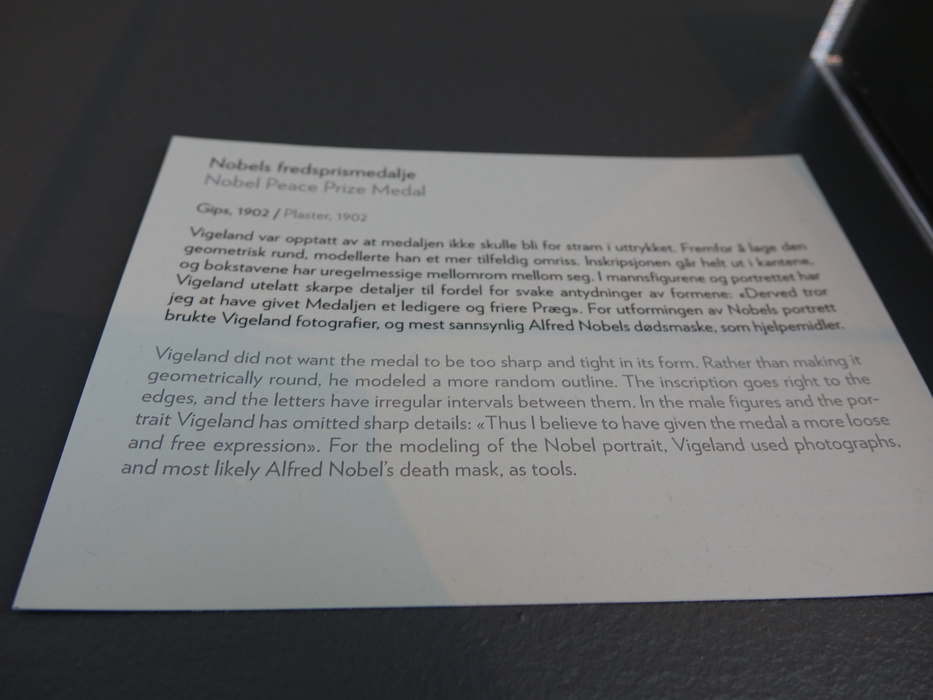 Nobels fredsprismedalje
Nobel Peace Prize Medal
Gips, 1902 / Plaster, 1902
Vigeland var opptatt av at medaljen ikke skulle bli for stram i uttrykket. Fremfor å lage den
geometrisk rund, modellerte han et mer tilfeldig omriss. Inskripsjonen går helt ut i kantene,
og bokstavene har uregelmessige mellomrom mellom seg. I mannsfigurene og portrettet har
Vigeland utelatt skarpe detaljer til fordel for svake antydninger av formene: «Derved tror
jeg at have givet Medaljen et ledigere og friere Præg». For utformingen av Nobels portrett
brukte Vigeland fotografier, og mest sannsynlig Alfred Nobels dødsmaske, som hjelpemidler.
Vigeland did not want the medal to be too sharp and tight in its form. Rather than making it
geometrically round, he modeled a more random outline. The inscription goes right to the
edges, and the letters have irregular intervals between them. In the male figures and the por-
trait Vigeland has omitted sharp details: «Thus I believe to have given the medal a more loose
and free expression». For the modeling of the Nobel portrait, Vigeland used photographs,
and most likely Alfred Nobel's death mask, as tools.